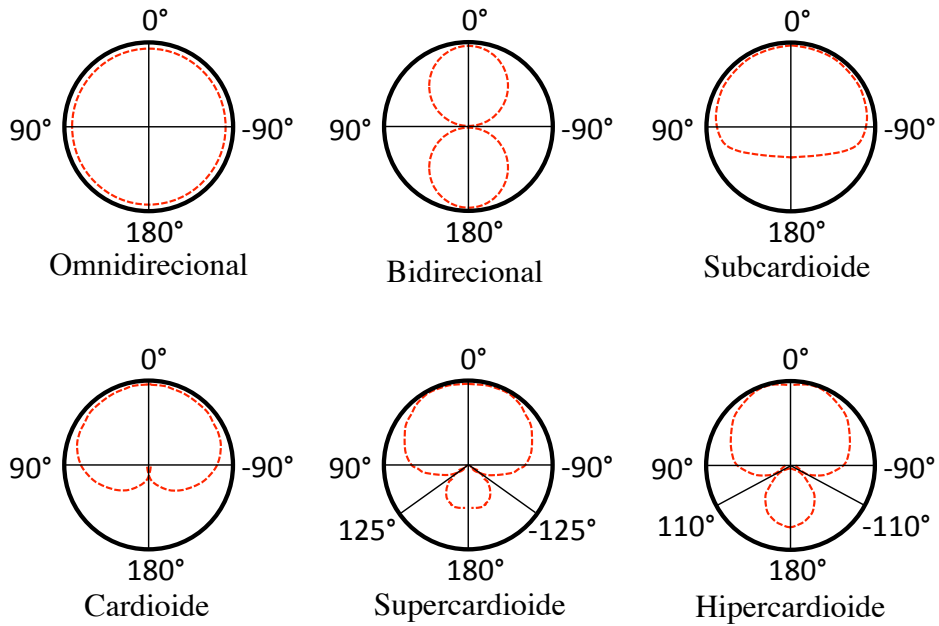 0° 0° 0°
90° -90° 90° -90° 90° -90°
180° 180° 180°
Omnidirecional Bidirecional Subcardioide
0° 0° 0°
90° -90° 90° -90° 90° -90°
125° -125° 110° -110°
180° 180° 180°
Cardioide Supercardioide Hipercardioide